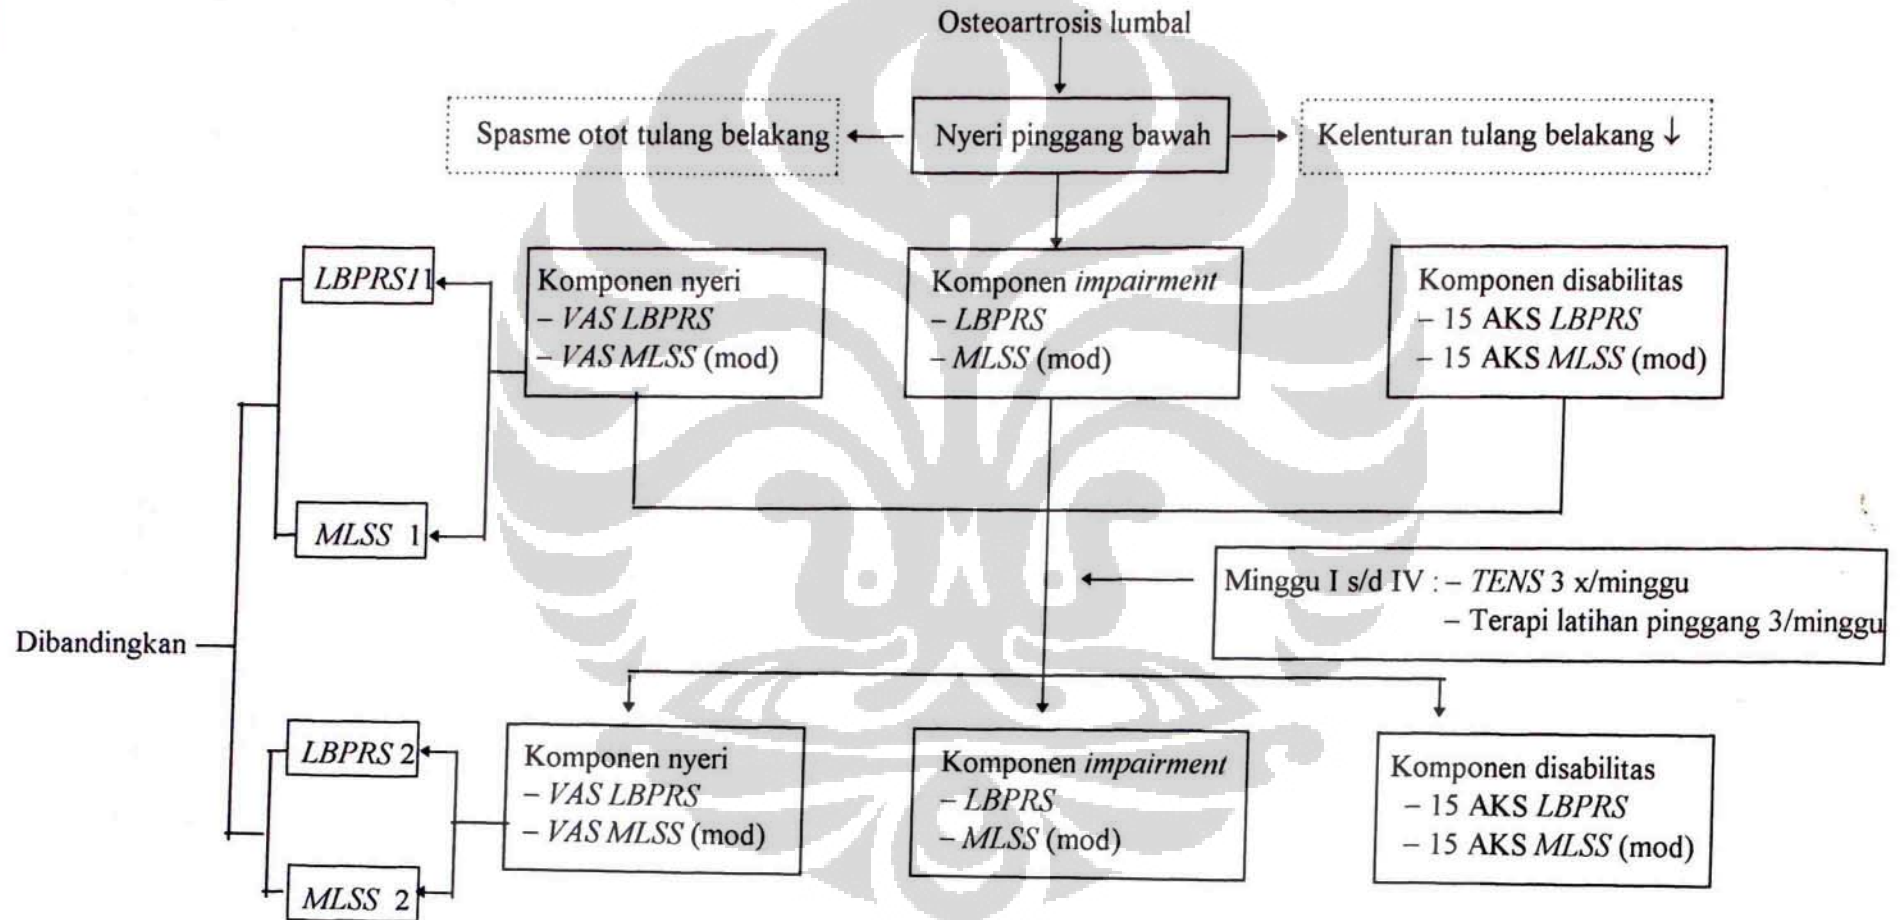 Osteoartrosis lumbal
Spasme otot tulang belakang
Nyeri pinggang bawah
Kelenturan tulang belakang ↓
LBPRS11
Komponen nyeri
– VAS LBPRS
– VAS MLSS (mod)
Komponen impairment
– LBPRS
– MLSS (mod)
Komponen disabilitas
– 15 AKS LBPRS
– 15 AKS MLSS (mod)
MLSS 1
Minggu I s/d IV : – TENS 3 x/minggu
– Terapi latihan pinggang 3/minggu
Dibandingkan
LBPRS 2
Komponen nyeri
– VAS LBPRS
– VAS MLSS (mod)
Komponen impairment
– LBPRS
– MLSS (mod)
Komponen disabilitas
– 15 AKS LBPRS
– 15 AKS MLSS (mod)
MLSS 2